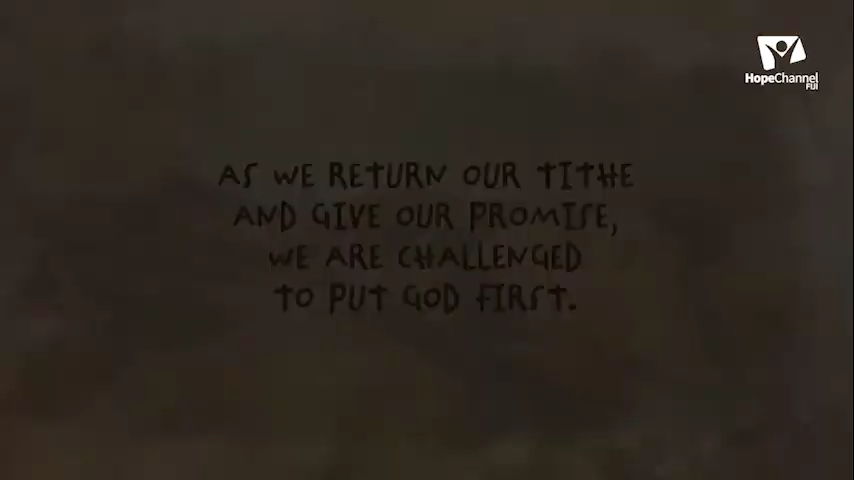 HopeChannel
FIJI
AS WE RETURN OUR TITHE
AND GIVE OUR PROMISE,
WE ARE CHALLENGED
TO PUT GOD FIRST.